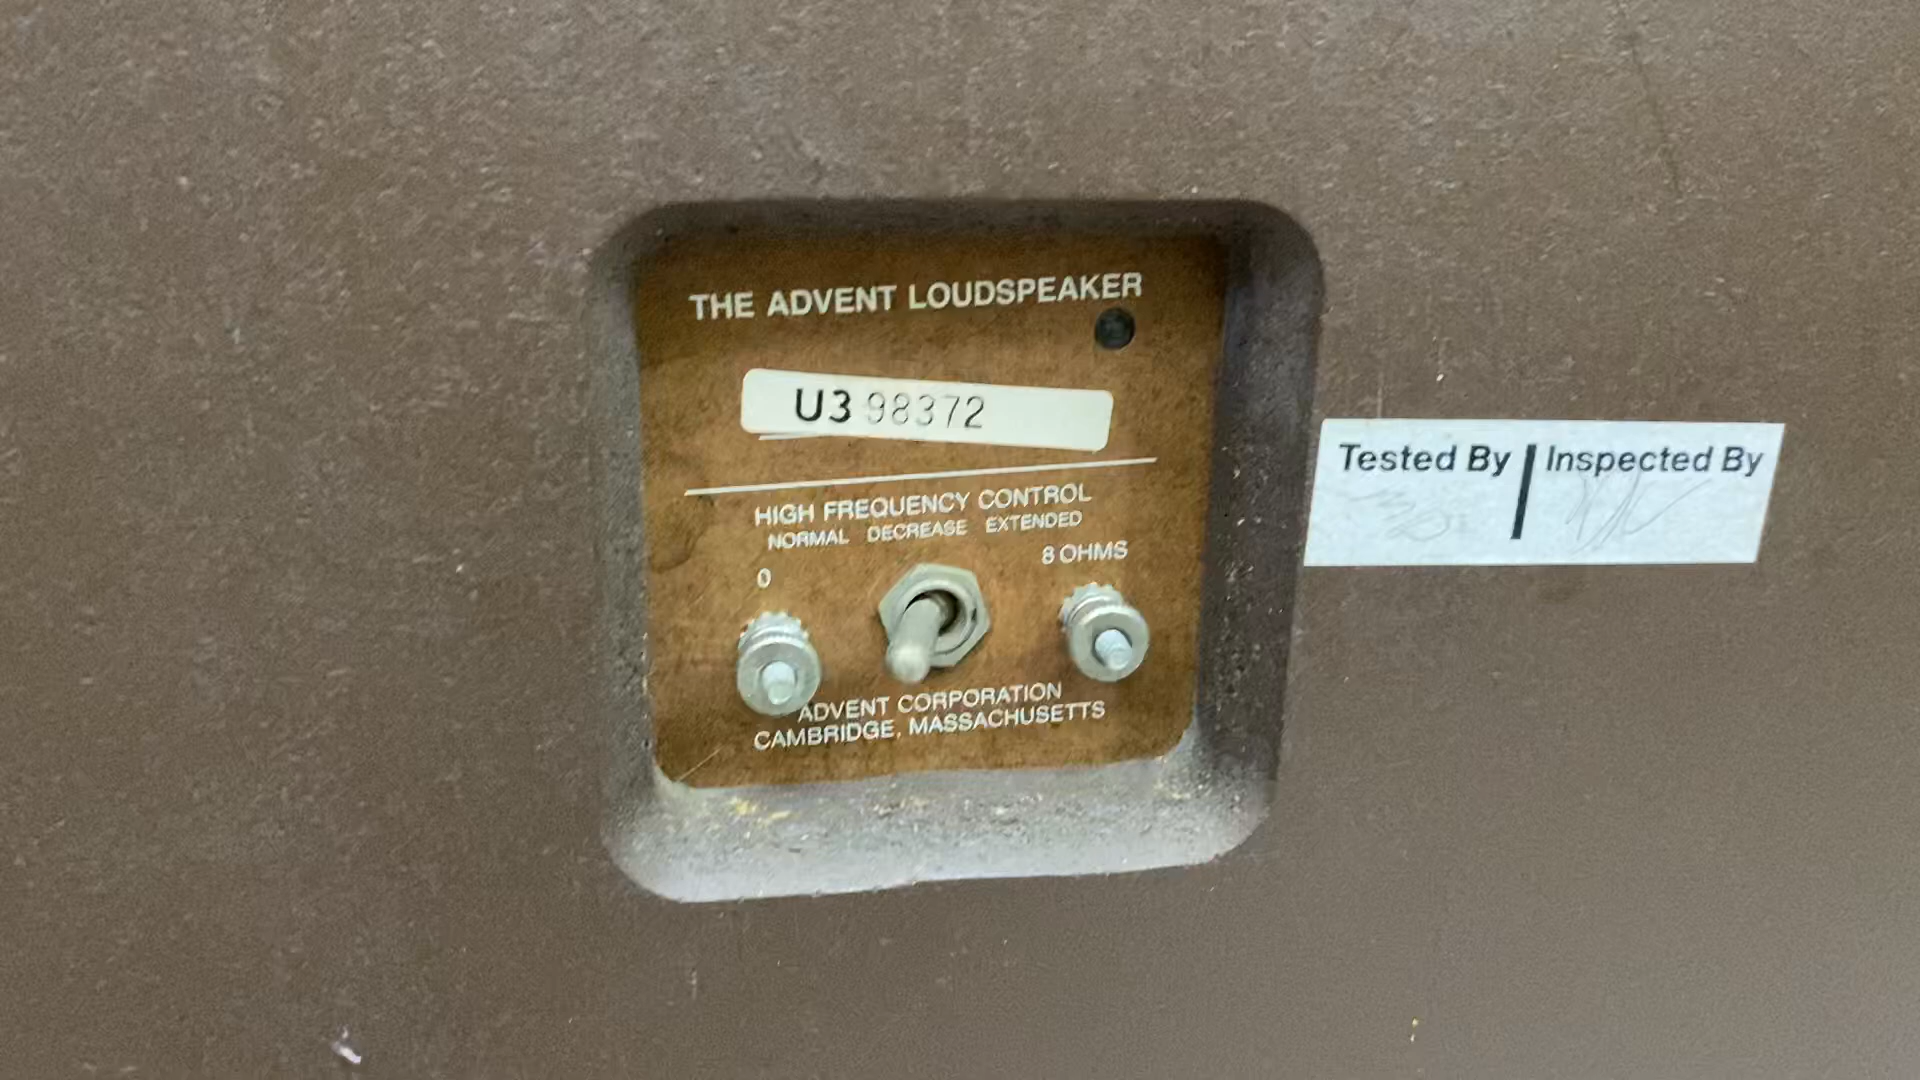 THE ADVENT LOUDSPEAKER
U3 98372
HIGH FREQUENCY CONTROL
NORMAL DECREASE EXTENDED
0 8 OHMS
ADVENT CORPORATION
CAMBRIDGE, MASSACHUSETTS
Tested By | Inspected By